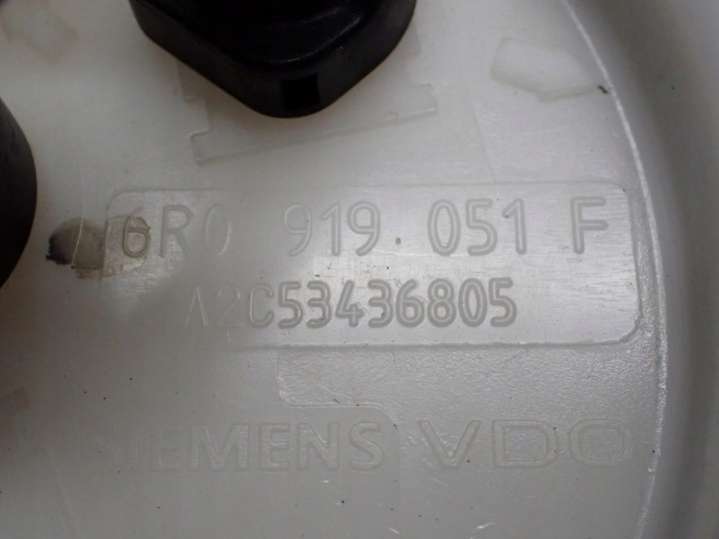 6R0 919 051 F
A2C53436805
SIEMENS VDO